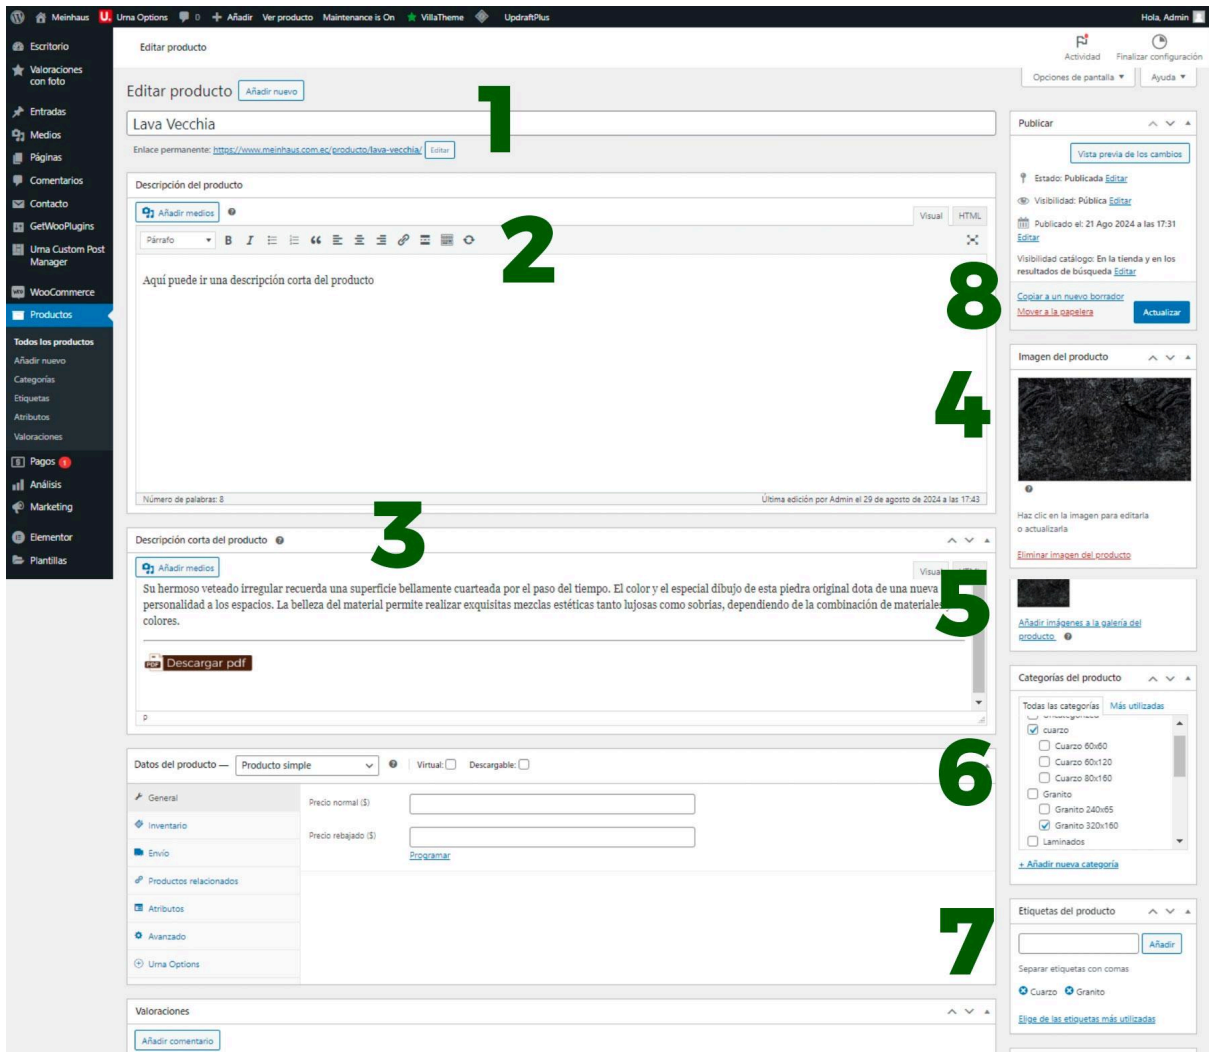 Meinhaus U. Urna Options 0 + Añadir Ver producto Maintenance is On VillaTheme UpdraftPlus Hola, Admin
Escritorio
Valoraciones
con foto
Entradas
Medios
Páginas
Comentarios
Contacto
GetWooPlugins
Urna Custom Post
Manager
WooCommerce
Productos
Todos los productos
Añadir nuevo
Categorías
Etiquetas
Atributos
Valoraciones
Pagos 1
Análisis
Marketing
Elementor
Plantillas
Editar producto
Actividad Finalizar configuración
Opciones de pantalla Ayuda
Editar producto Añadir nuevo
1
Lava Vecchia
Enlace permanente: https://www.meinhaus.com.ec/producto/lava-vecchia/ Editar
Descripción del producto
Añadir medios
Visual HTML
Párrafo B I
2
Aquí puede ir una descripción corta del producto
Número de palabras: 8 Última edición por Admin el 29 de agosto de 2024 a las 17:43
3
Descripción corta del producto
Añadir medios
Visual
Su hermoso veteado irregular recuerda una superficie bellamente cuarteada por el paso del tiempo. El color y el especial dibujo de esta piedra original dota de una nueva
personalidad a los espacios. La belleza del material permite realizar exquisitas mezclas estéticas tanto lujosas como sobrias, dependiendo de la combinación de materiales
colores.
PDF Descargar pdf
P
Datos del producto — Producto simple Virtual: Descargable:
General
Inventario
Envío
Productos relacionados
Atributos
Avanzado
Urna Options
Precio normal ($)
Precio rebajado ($)
Programar
Valoraciones
Añadir comentario
Publicar
Vista previa de los cambios
Estado: Publicada Editar
Visibilidad: Pública Editar
Publicado el: 21 Ago 2024 a las 17:31
Editar
Visibilidad catálogo: En la tienda y en los
resultados de búsqueda Editar
8
Copiar a un nuevo borrador
Mover a la papelera Actualizar
Imagen del producto
4
Haz clic en la imagen para editarla
o actualizarla
Eliminar imagen del producto
5
Añadir imágenes a la galería del
producto
Categorías del producto
Todas las categorías Más utilizadas
Uncategorized
cuarzo
Cuarzo 60x60
Cuarzo 60x120
Cuarzo 80x160
Granito
Granito 240x65
Granito 320x160
Laminados
6
+ Añadir nueva categoría
Etiquetas del producto
7
Añadir
Separar etiquetas con comas
Cuarzo Granito
Elige de las etiquetas más utilizadas